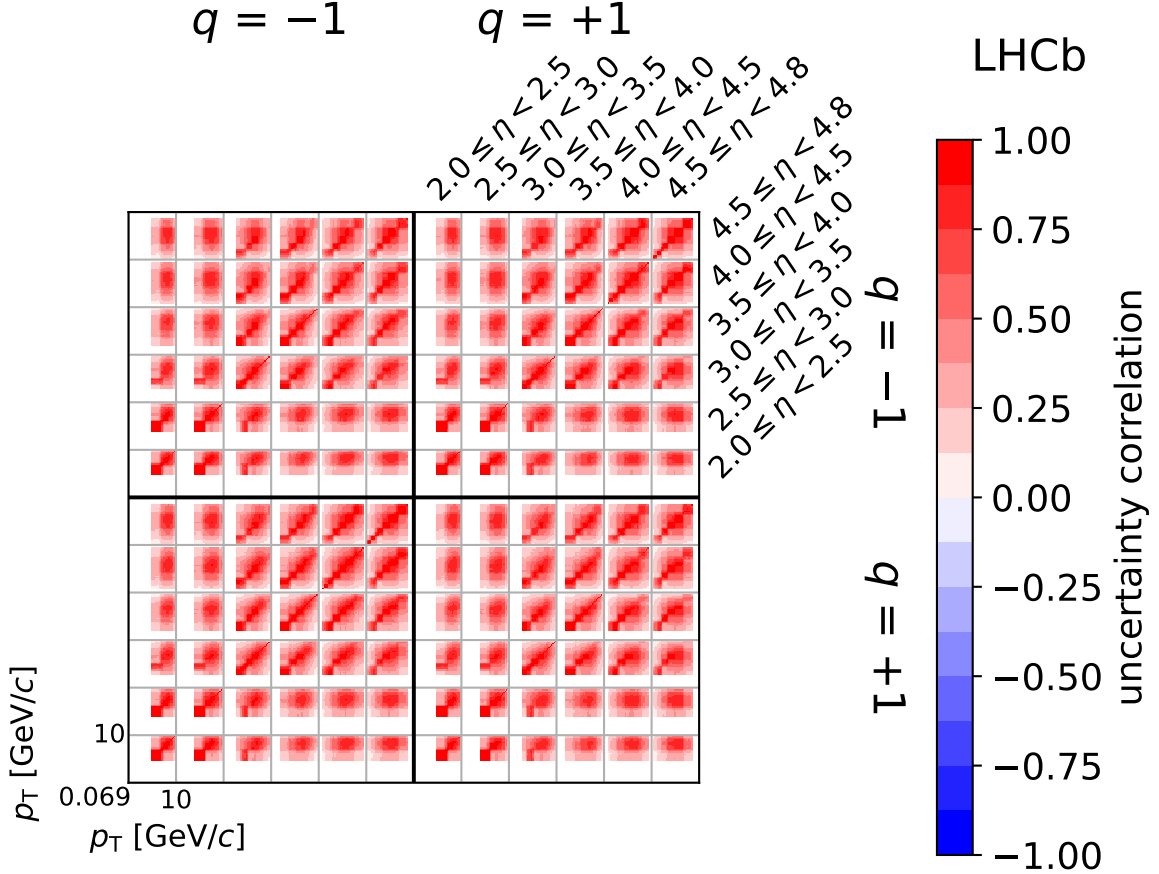 q = −1
q = +1
LHCb
2.0 ≤ η < 2.5
2.5 ≤ η < 3.0
3.0 ≤ η < 3.5
3.5 ≤ η < 4.0
4.0 ≤ η < 4.5
4.5 ≤ η < 4.8
4.5 ≤ η < 4.8
4.0 ≤ η < 4.5
3.5 ≤ η < 4.0
3.0 ≤ η < 3.5
2.5 ≤ η < 3.0
2.0 ≤ η < 2.5
q = −1
q = +1
1.00
0.75
0.50
0.25
0.00
−0.25
−0.50
−0.75
−1.00
uncertainty correlation
pT [GeV/c]
10
0.069
10
pT [GeV/c]